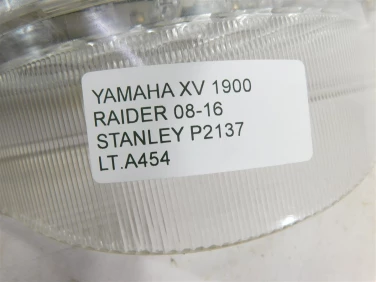 YAMAHA XV 1900
RAIDER 08-16
STANLEY P2137
LT.A454